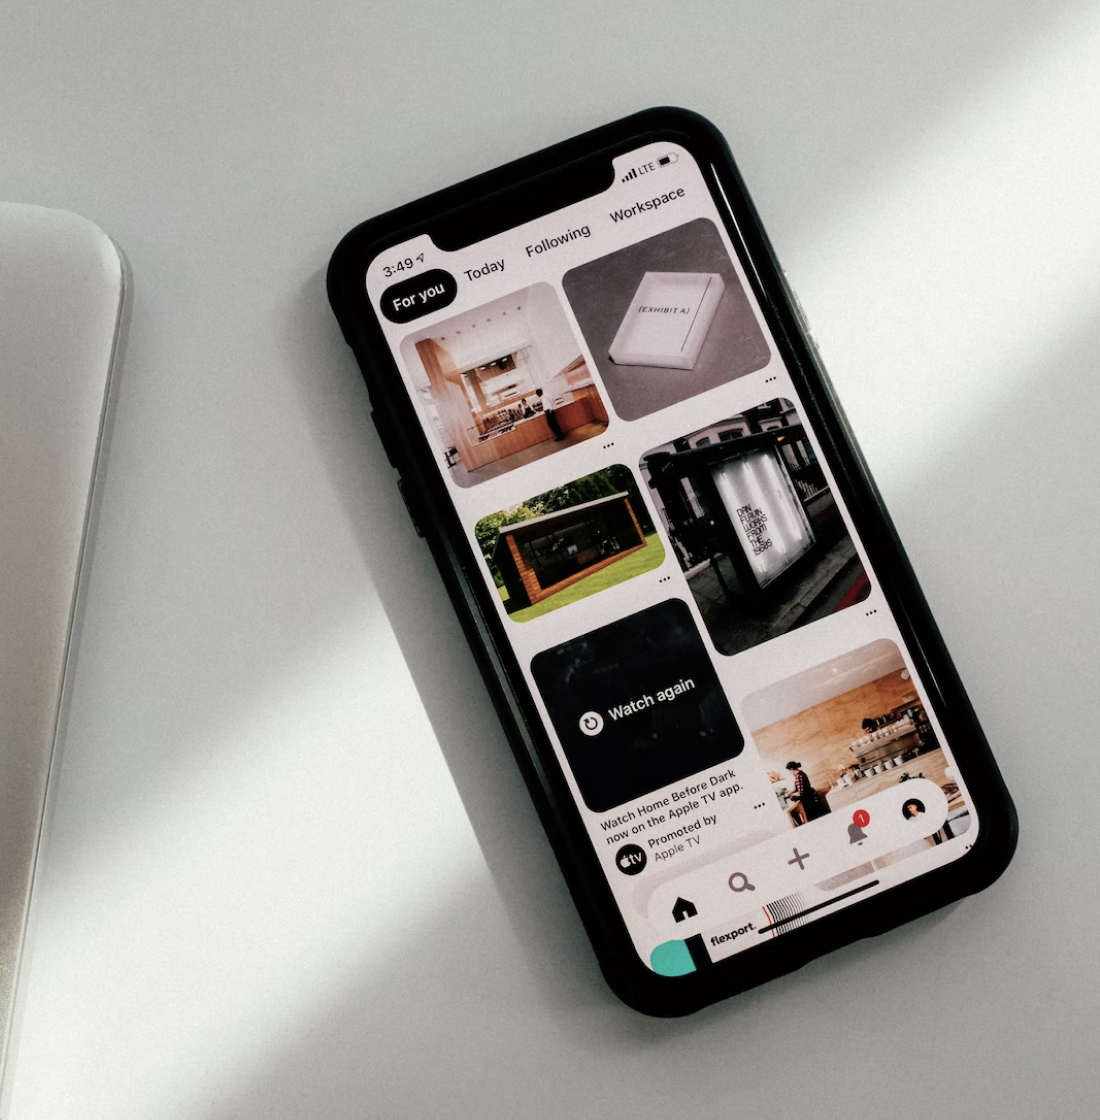 3:49
LTE
For you
Today
Following
Workspace
(EXHIBIT A)
DAN
FLAVIN
WORKS
FROM
THE
1960S
Watch again
Watch Home Before Dark
now on the Apple TV app.
tv
Promoted by
Apple TV
1
flexport.